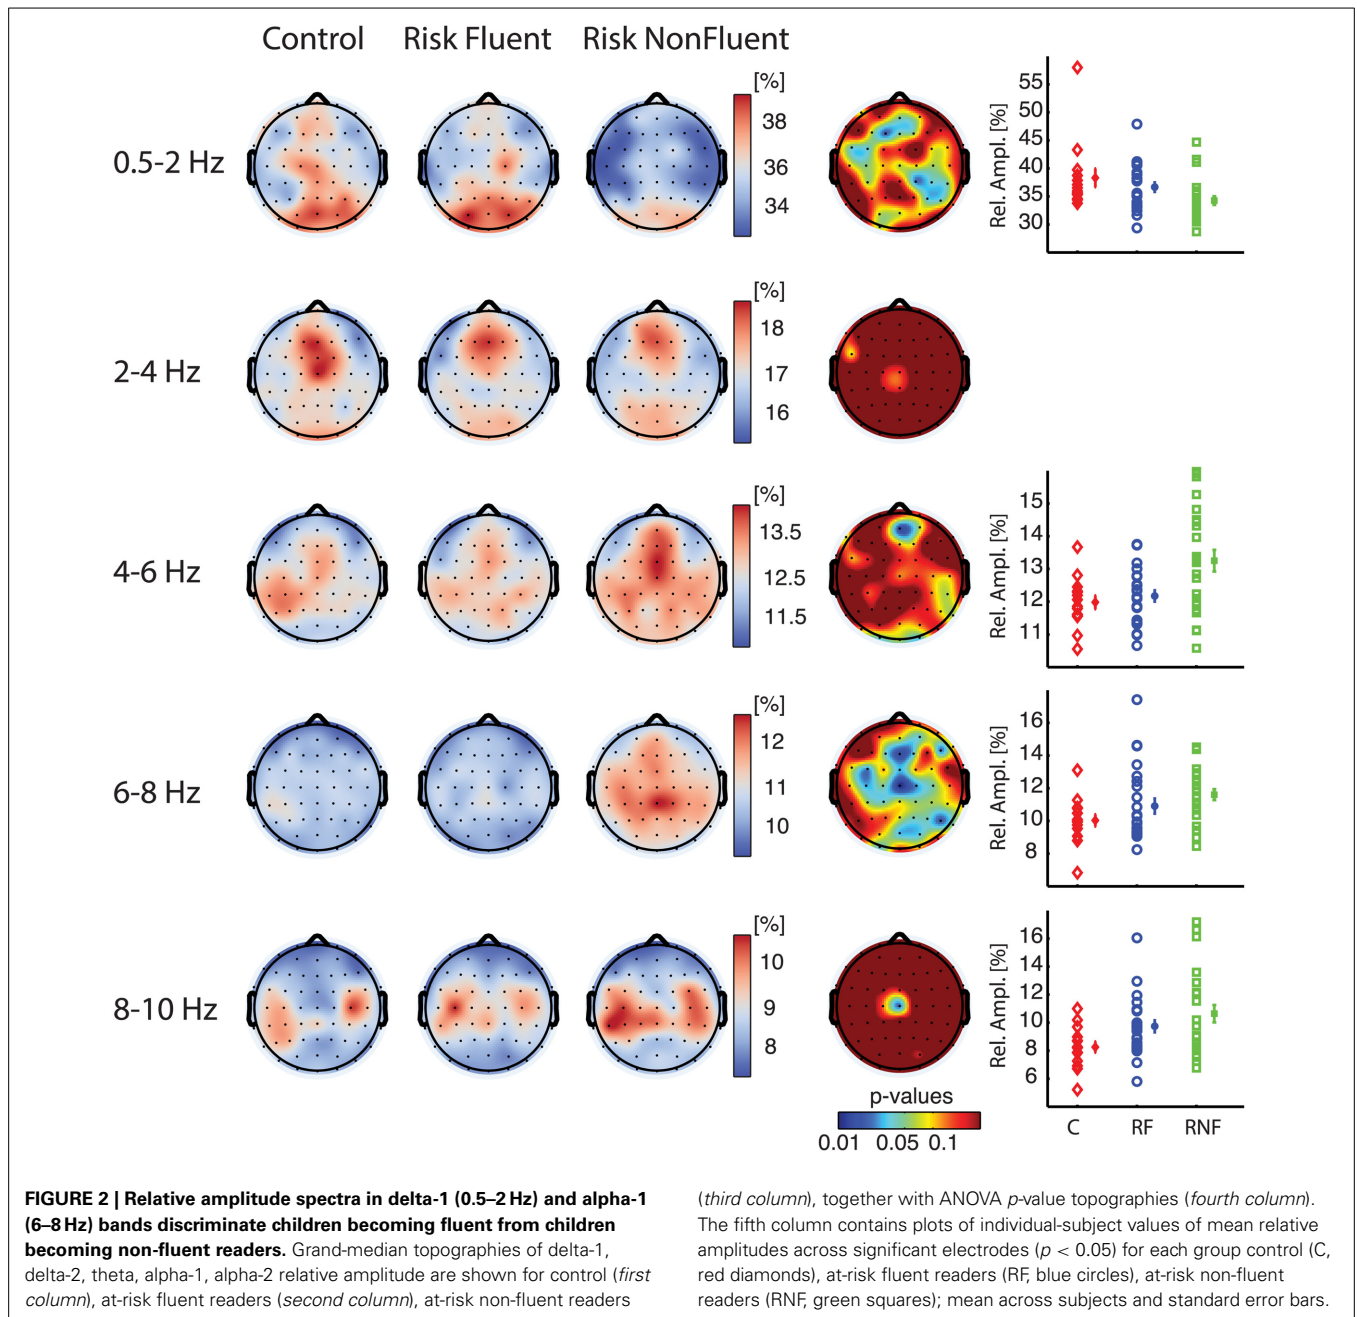 Control Risk Fluent Risk NonFluent
0.5-2 Hz
[%]
38
36
34
Rel. Ampl. [%]
55
50
45
40
35
30
2-4 Hz
[%]
18
17
16
4-6 Hz
[%]
13.5
12.5
11.5
Rel. Ampl. [%]
15
14
13
12
11
6-8 Hz
[%]
12
11
10
Rel. Ampl. [%]
16
14
12
10
8
8-10 Hz
[%]
10
9
8
Rel. Ampl. [%]
16
14
12
10
8
6
p-values
0.01 0.05 0.1
C RF RNF
FIGURE 2 | Relative amplitude spectra in delta-1 (0.5–2 Hz) and alpha-1
(6–8 Hz) bands discriminate children becoming fluent from children
becoming non-fluent readers. Grand-median topographies of delta-1,
delta-2, theta, alpha-1, alpha-2 relative amplitude are shown for control (first
column), at-risk fluent readers (second column), at-risk non-fluent readers
(third column), together with ANOVA p-value topographies (fourth column).
The fifth column contains plots of individual-subject values of mean relative
amplitudes across significant electrodes (p < 0.05) for each group control (C,
red diamonds), at-risk fluent readers (RF, blue circles), at-risk non-fluent
readers (RNF, green squares); mean across subjects and standard error bars.